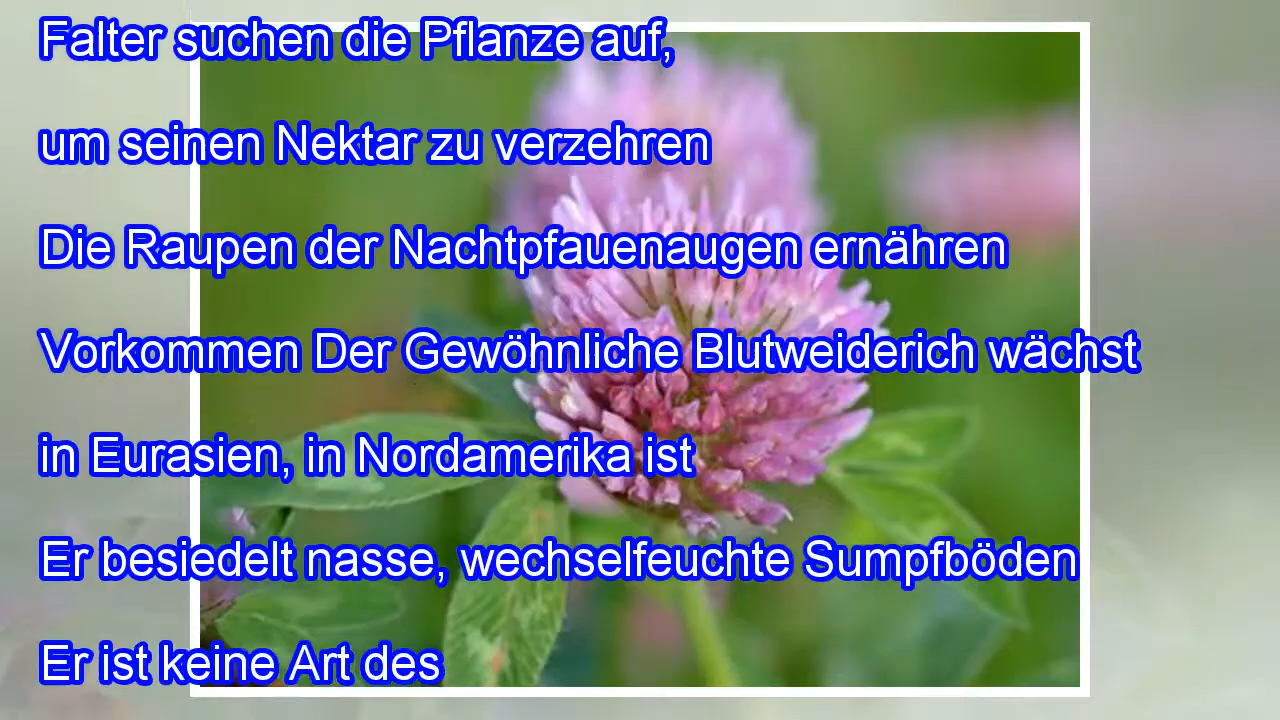 Falter suchen die Pflanze auf,
um seinen Nektar zu verzehren
Die Raupen der Nachtpfauenaugen ernähren
Vorkommen Der Gewöhnliche Blutweiderich wächst
in Eurasien, in Nordamerika ist
Er besiedelt nasse, wechselfeuchte Sumpfböden
Er ist keine Art des